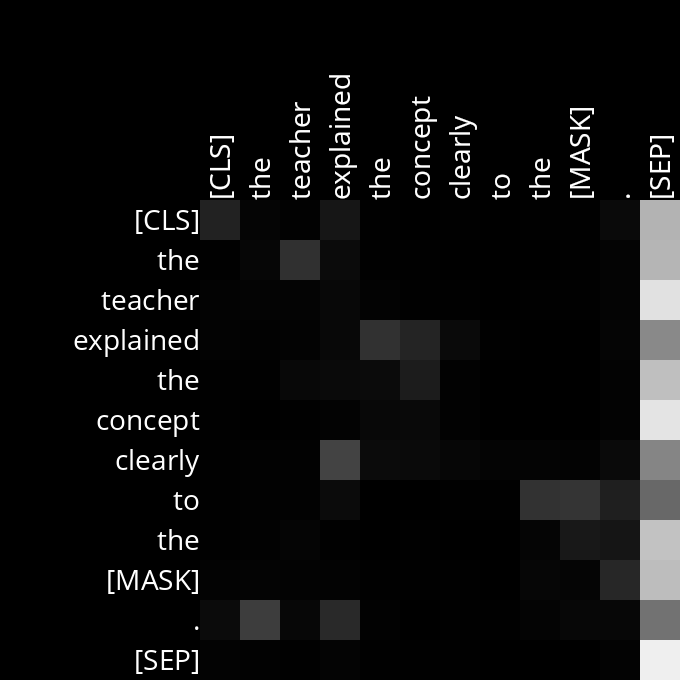 [CLS]
the
teacher
explained
the
concept
clearly
to
the
[MASK]
.
[SEP]
[CLS]
the
teacher
explained
the
concept
clearly
to
the
[MASK]
.
[SEP]